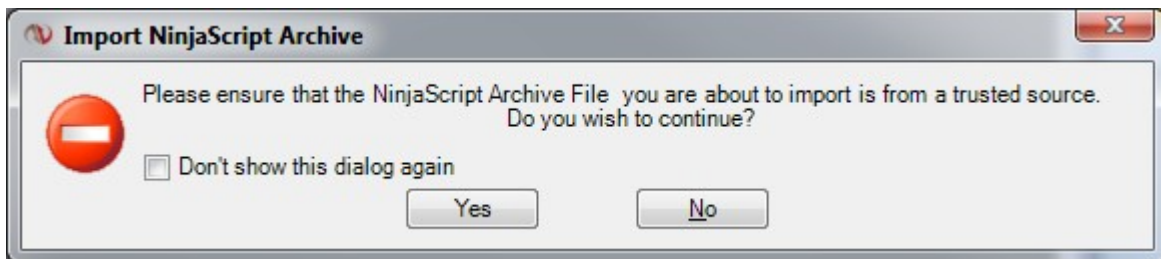 Import NinjaScript Archive
Please ensure that the NinjaScript Archive File  you are about to import is from a trusted source.
Do you wish to continue?
Don't show this dialog again
Yes
No